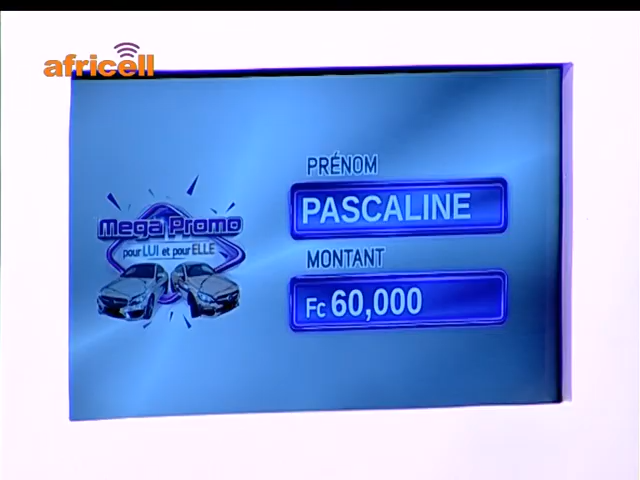 africell
PRÉNOM
PASCALINE
Mega Promo
pour LUI et pour ELLE
MONTANT
Fc 60,000